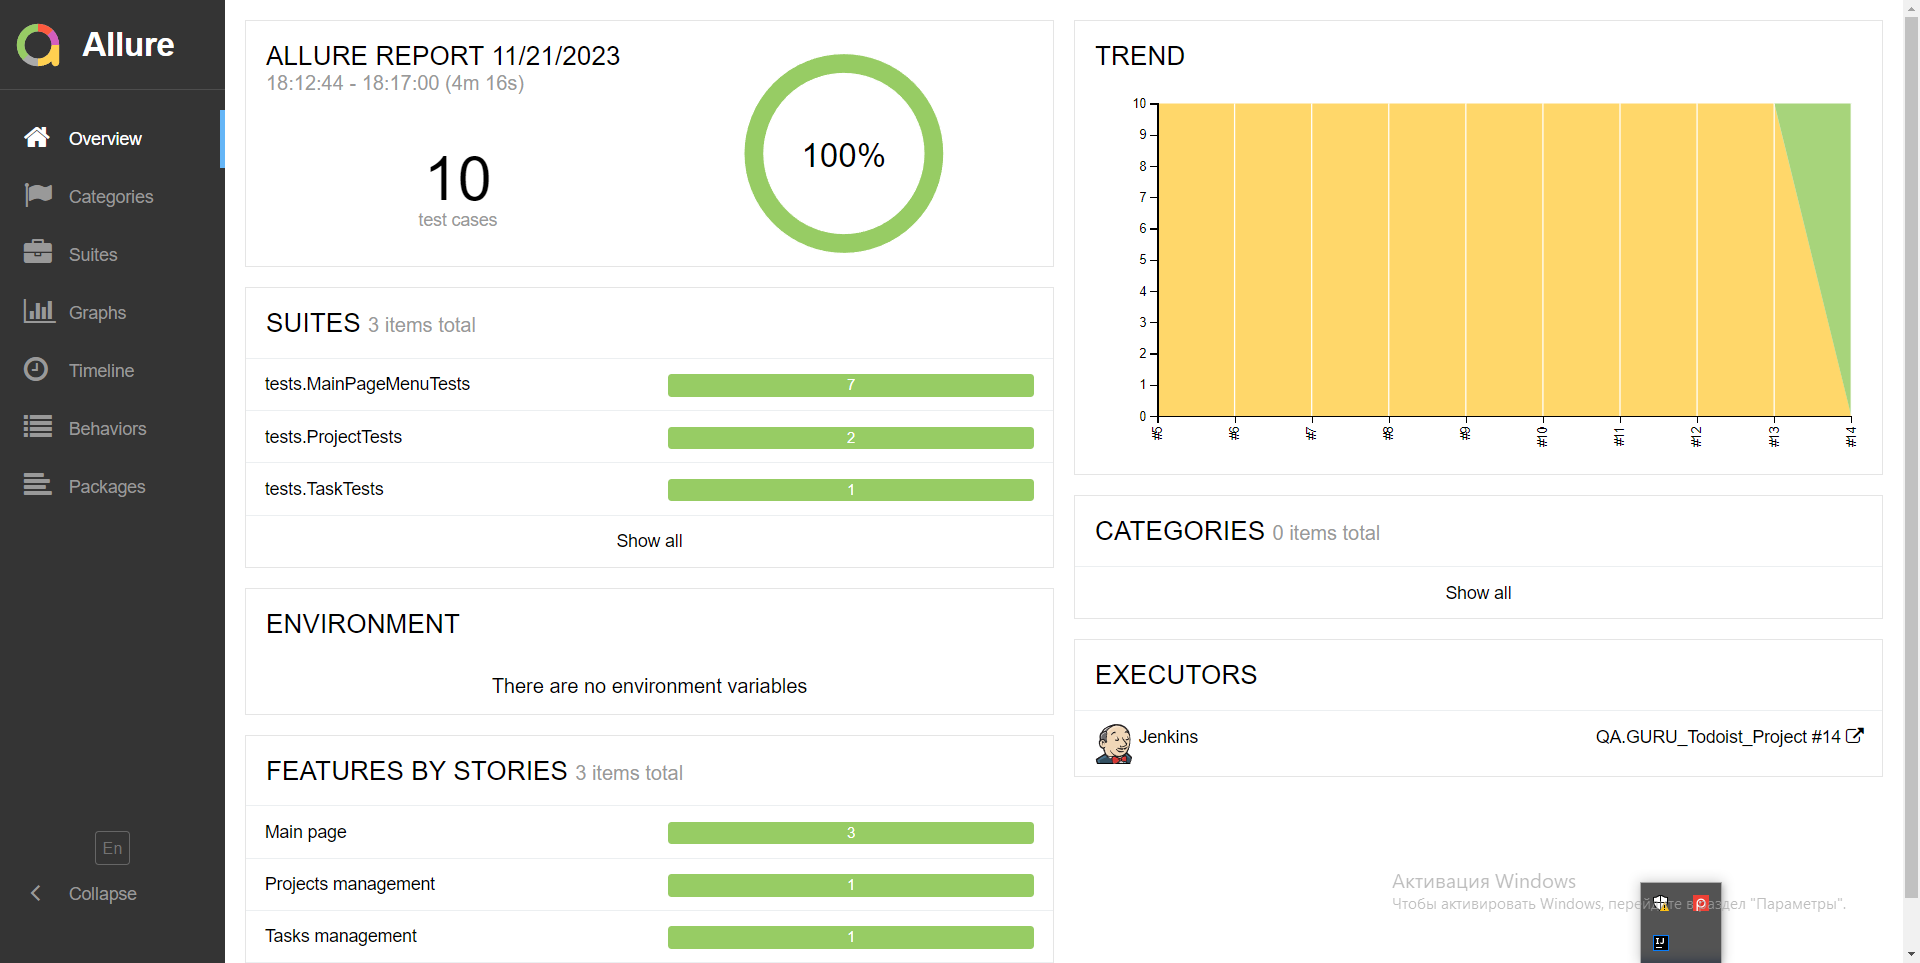 Allure
Overview
Categories
Suites
Graphs
Timeline
Behaviors
Packages
En
Collapse
ALLURE REPORT 11/21/2023
18:12:44 - 18:17:00 (4m 16s)
10
test cases
100%
SUITES 3 items total
tests.MainPageMenuTests 7
tests.ProjectTests 2
tests.TaskTests 1
Show all
ENVIRONMENT
There are no environment variables
FEATURES BY STORIES 3 items total
Main page 3
Projects management 1
Tasks management 1
TREND
10
9
8
7
6
5
4
3
2
1
0
#5 #6 #7 #8 #9 #10 #11 #12 #13 #14
CATEGORIES 0 items total
Show all
EXECUTORS
Jenkins QA.GURU_Todoist_Project #14
Активация Windows
Чтобы активировать Windows, перейдите в раздел "Параметры".
IJ